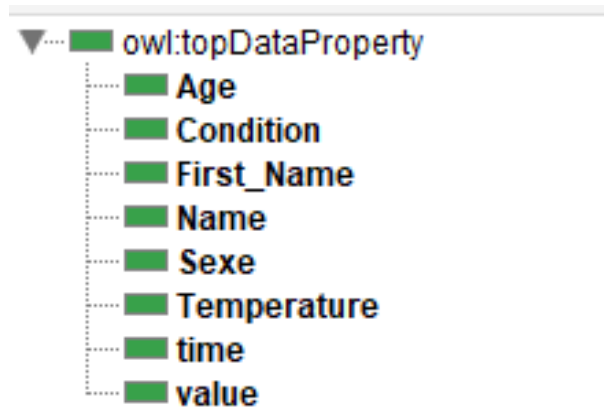 owl:topDataProperty
Age
Condition
First_Name
Name
Sexe
Temperature
time
value